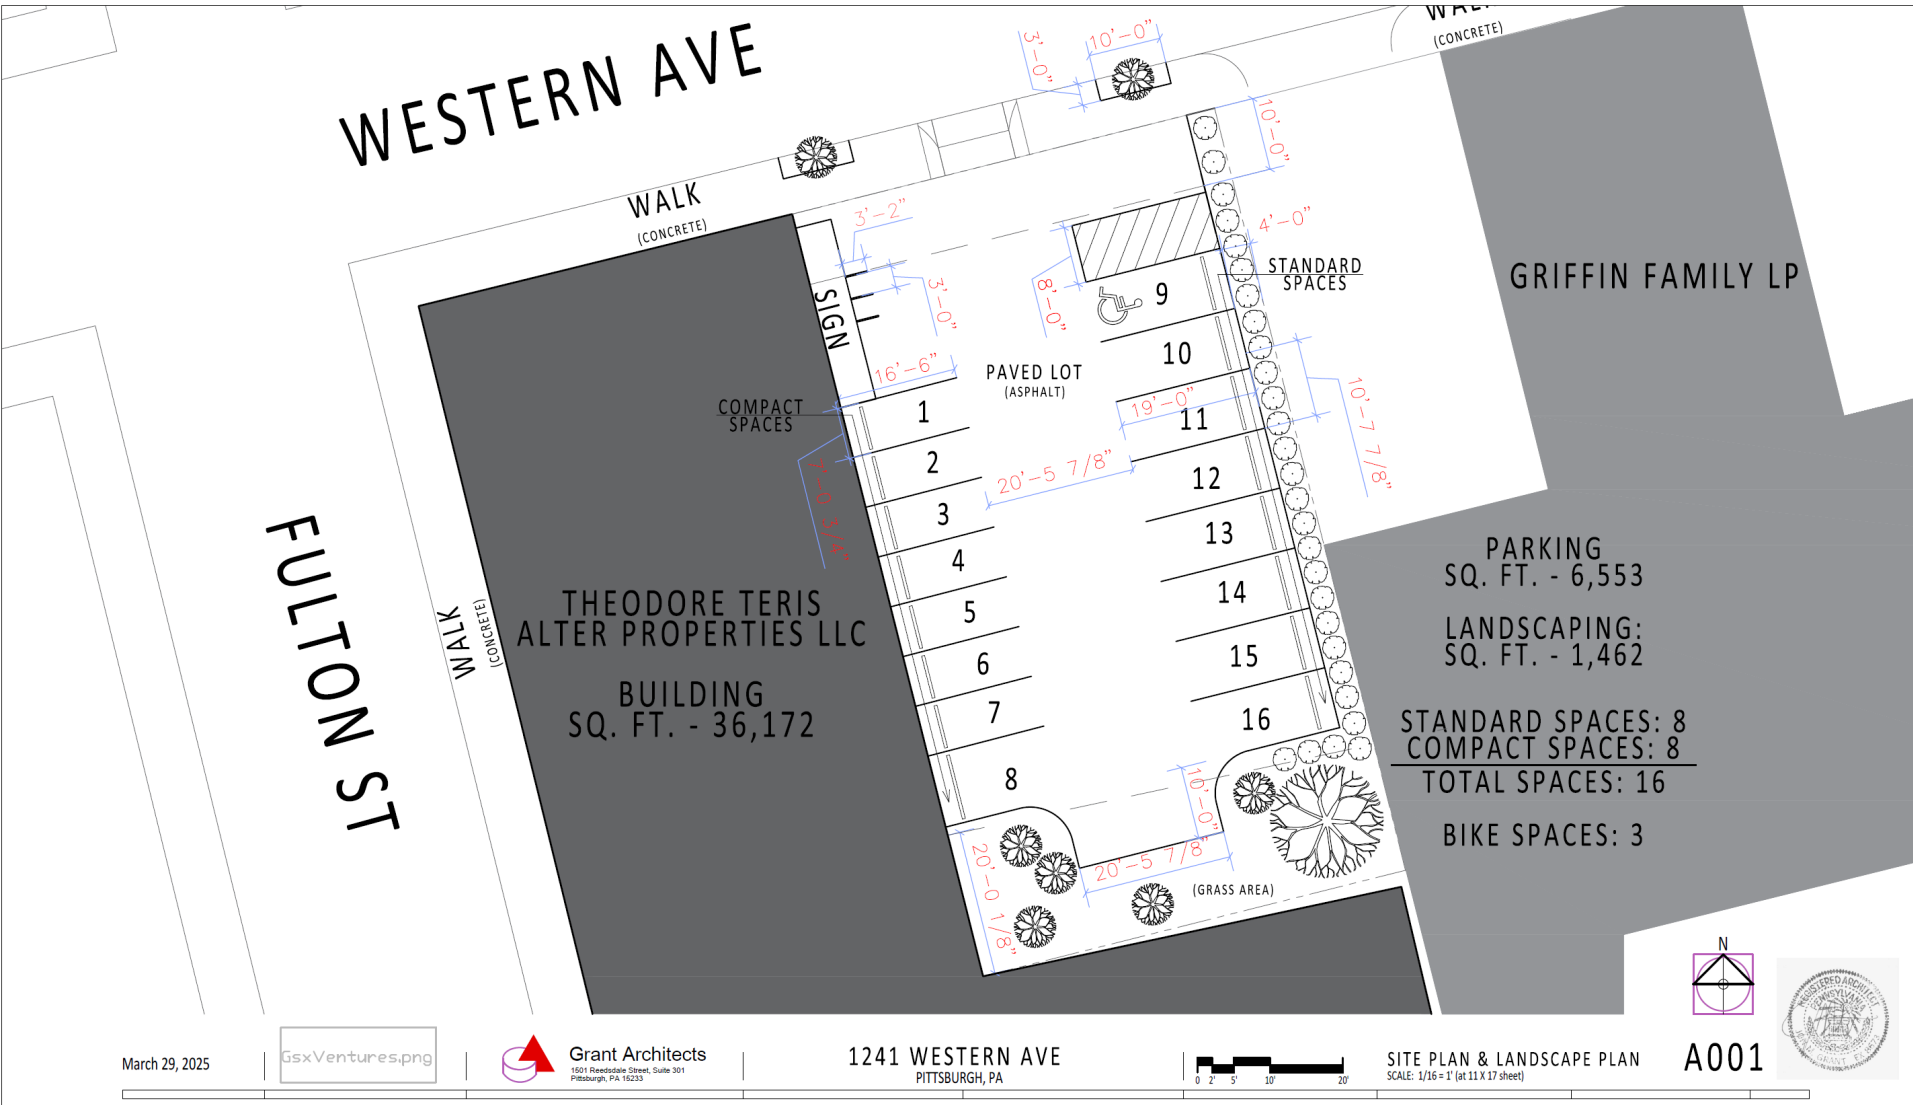 WESTERN AVE
WALK
(CONCRETE)
10'-0"
3'-0"
WALK
(CONCRETE)
10'-0"
3'-2"
4'-0"
STANDARD
SPACES
GRIFFIN FAMILY LP
SIGN
3'-0"
8'-0"
9
10
16'-6"
PAVED LOT
(ASPHALT)
COMPACT
SPACES
1
19'-0"
11
10'-7 7/8"
2
20'-5 7/8"
12
3
13
4
14
5
15
6
16
7
8
FULTON ST
WALK
(CONCRETE)
THEODORE TERIS
ALTER PROPERTIES LLC
BUILDING
SQ. FT. - 36,172
PARKING
SQ. FT. - 6,553
LANDSCAPING:
SQ. FT. - 1,462
STANDARD SPACES: 8
COMPACT SPACES: 8
TOTAL SPACES: 16
BIKE SPACES: 3
10'-0"
20'-5 7/8"
20'-0 1/8"
(GRASS AREA)
N
March 29, 2025
GsxVentures.png
Grant Architects
1501 Reedsdale Street, Suite 301
Pittsburgh, PA 15233
1241 WESTERN AVE
PITTSBURGH, PA
0 2' 5' 10' 20'
SITE PLAN & LANDSCAPE PLAN
SCALE: 1/16 = 1' (at 11 X 17 sheet)
A001
REGISTERED ARCHITECT
PENNSYLVANIA